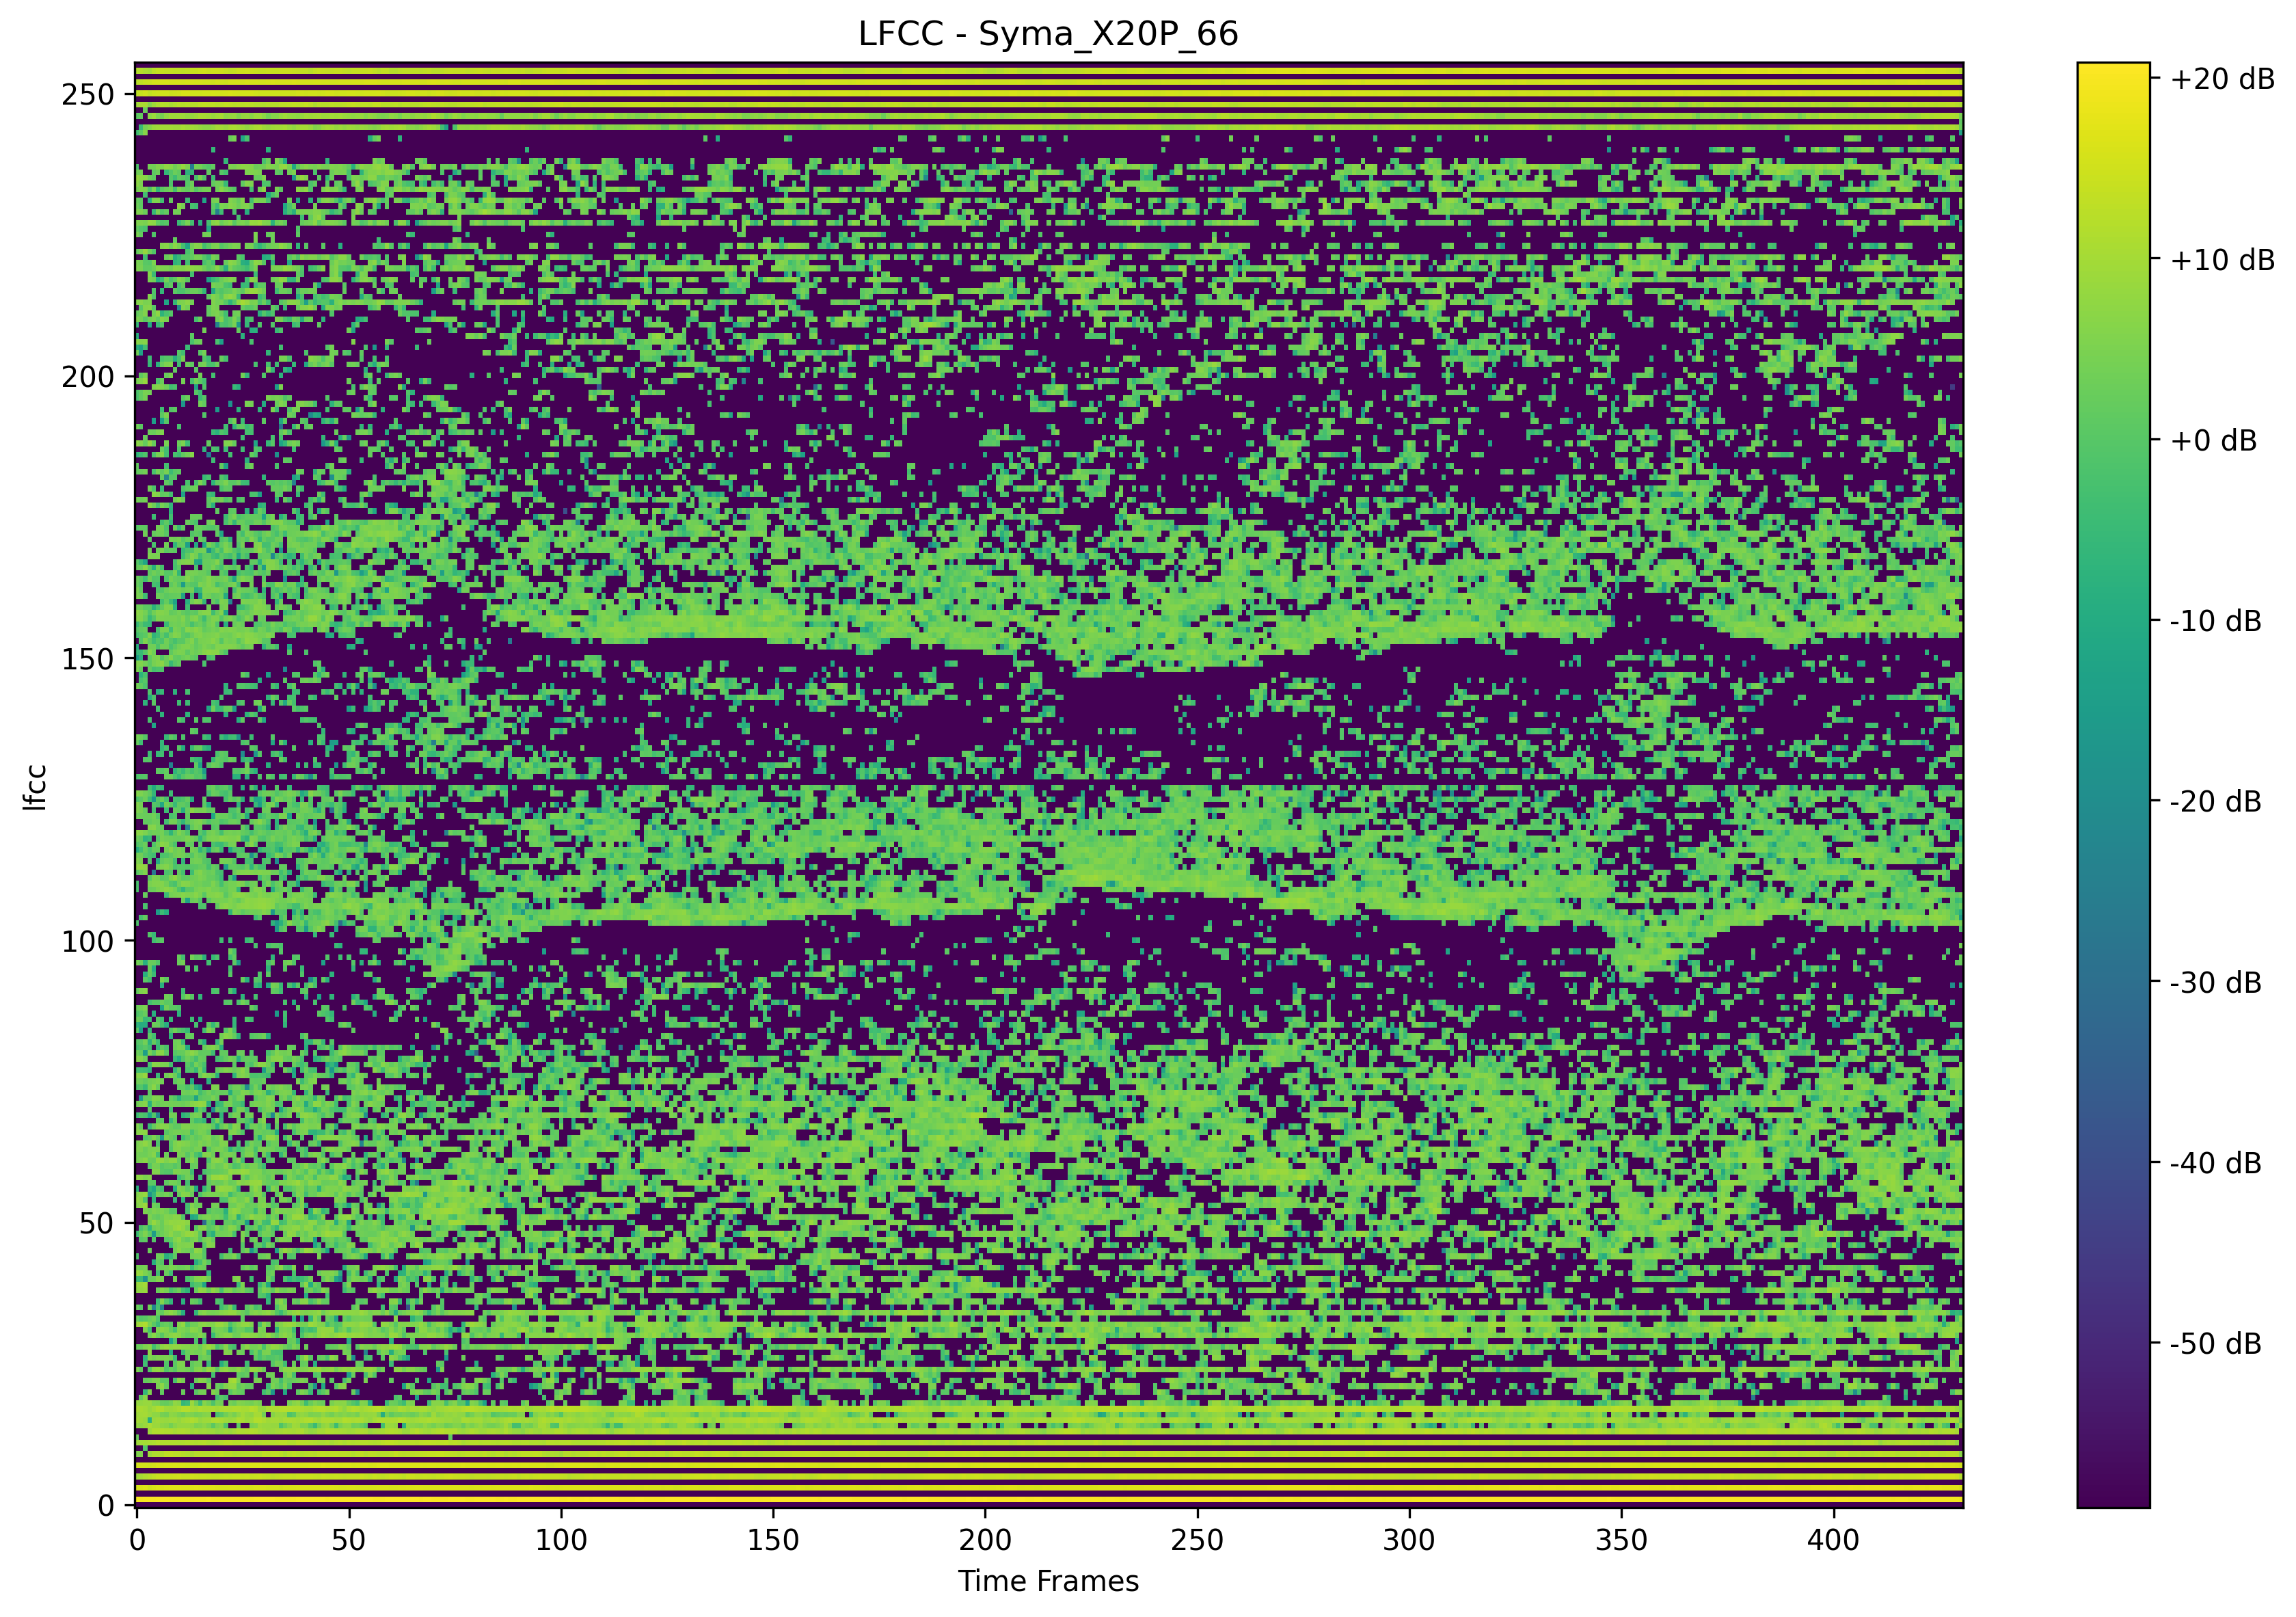 LFCC - Syma_X20P_66
250
200
150
100
50
0
lfcc
0 50 100 150 200 250 300 350 400
Time Frames
+20 dB
+10 dB
+0 dB
-10 dB
-20 dB
-30 dB
-40 dB
-50 dB